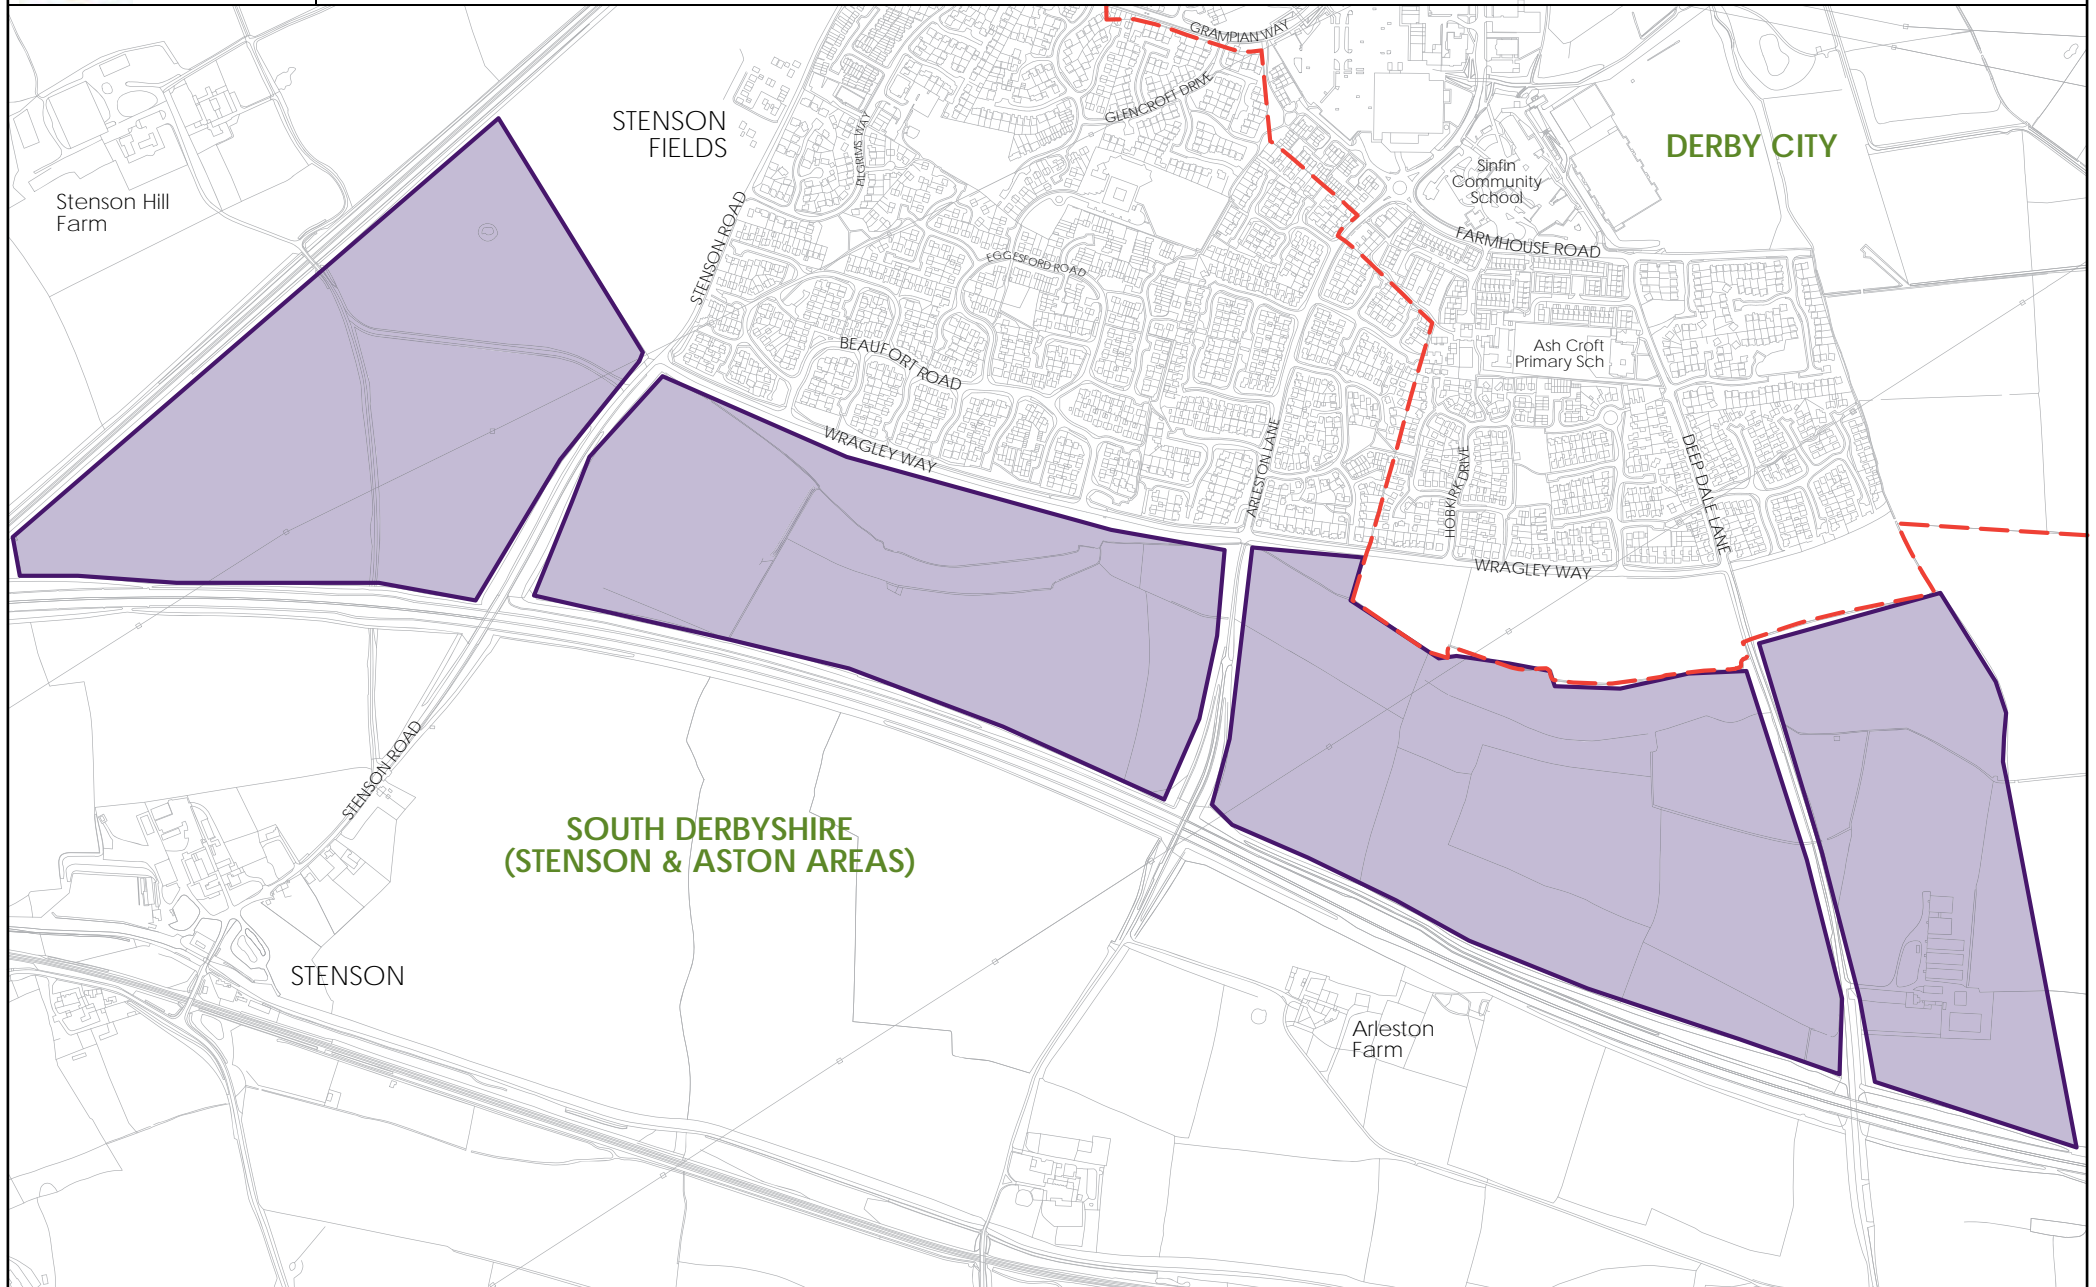 GRAMPIAN WAY
GLENCROFT DRIVE
STENSON
FIELDS
PILGRIMS WAY
DERBY CITY
Sinfin
Community
School
Stenson Hill
Farm
STENSON ROAD
FARMHOUSE ROAD
EGGESFORD ROAD
BEAUFORT ROAD
Ash Croft
Primary Sch
WRAGLEY WAY
ARLESTON LANE
HOBKIRK DRIVE
DEEP DALE LANE
WRAGLEY WAY
STENSON ROAD
SOUTH DERBYSHIRE
(STENSON & ASTON AREAS)
STENSON
Arleston
Farm